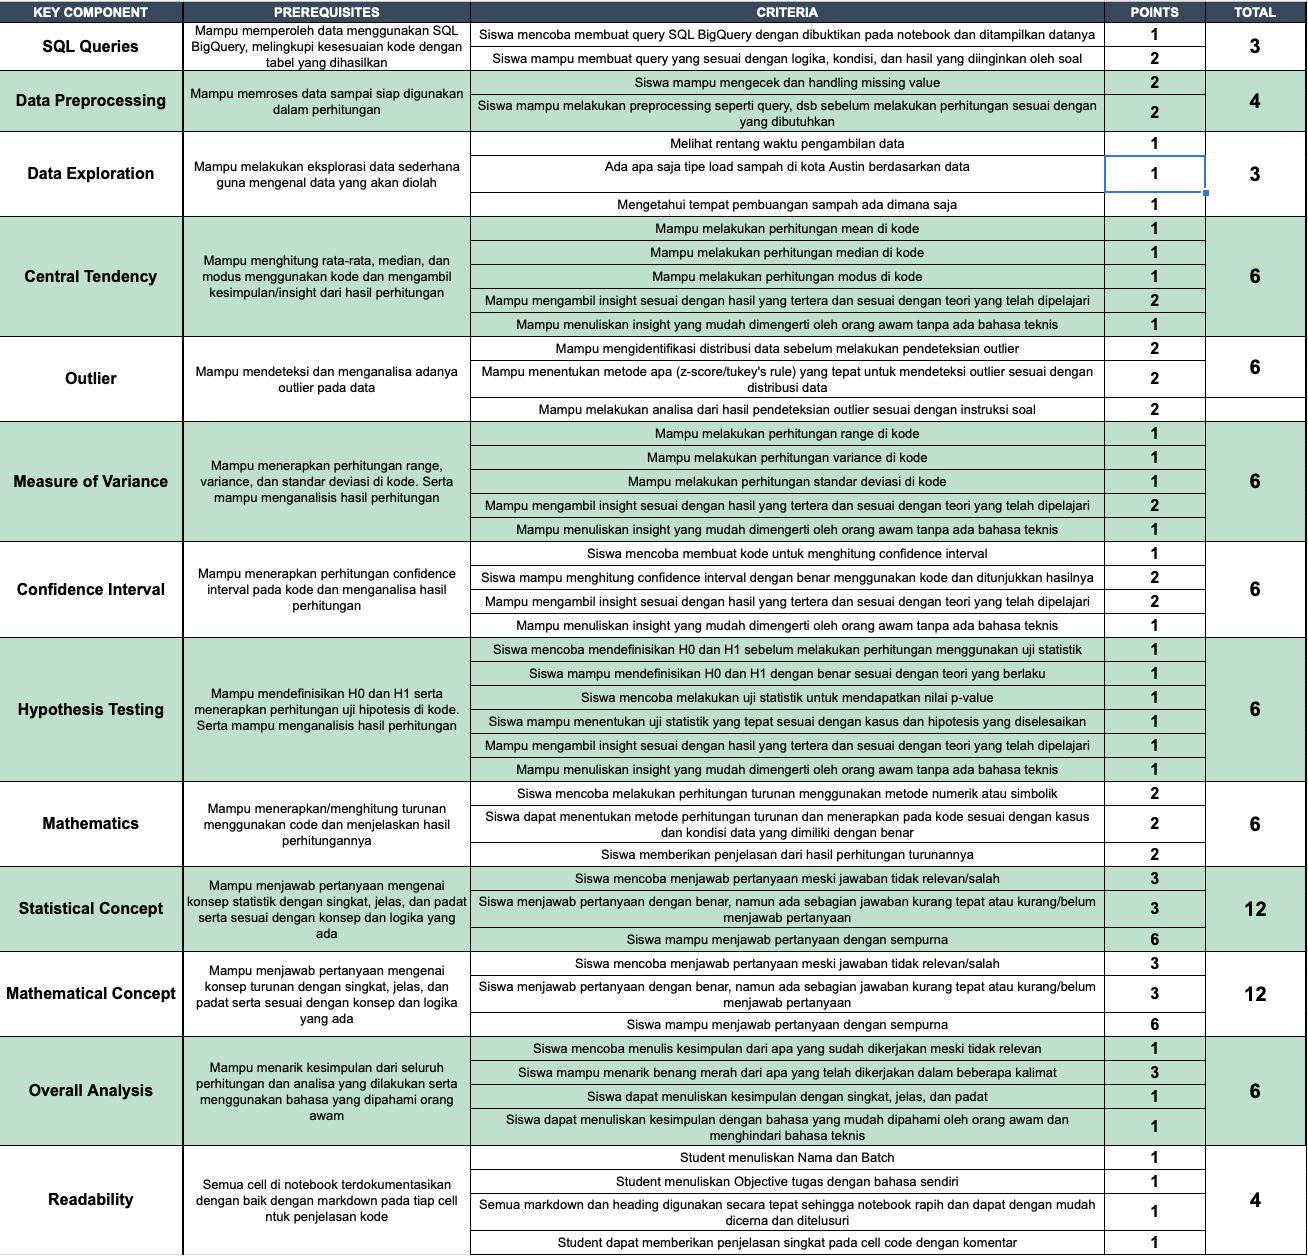 KEY COMPONENT PREREQUISITES CRITERIA POINTS TOTAL
SQL Queries
Mampu memperoleh data menggunakan SQL
BigQuery, melingkupi kesesuaian kode dengan
tabel yang dihasilkan
Siswa mencoba membuat query SQL BigQuery dengan dibuktikan pada notebook dan ditampilkan datanya 1
Siswa mampu membuat query yang sesuai dengan logika, kondisi, dan hasil yang diinginkan oleh soal 2
3
Data Preprocessing
Mampu memroses data sampai siap digunakan
dalam perhitungan
Siswa mampu mengecek dan handling missing value 2
Siswa mampu melakukan preprocessing seperti query, dsb sebelum melakukan perhitungan sesuai dengan
yang dibutuhkan
2
4
Data Exploration
Mampu melakukan eksplorasi data sederhana
guna mengenal data yang akan diolah
Melihat rentang waktu pengambilan data 1
Ada apa saja tipe load sampah di kota Austin berdasarkan data 1
Mengetahui tempat pembuangan sampah ada dimana saja 1
3
Central Tendency
Mampu menghitung rata-rata, median, dan
modus menggunakan kode dan mengambil
kesimpulan/insight dari hasil perhitungan
Mampu melakukan perhitungan mean di kode 1
Mampu melakukan perhitungan median di kode 1
Mampu melakukan perhitungan modus di kode 1
Mampu mengambil insight sesuai dengan hasil yang tertera dan sesuai dengan teori yang telah dipelajari 2
Mampu menuliskan insight yang mudah dimengerti oleh orang awam tanpa ada bahasa teknis 1
6
Outlier
Mampu mendeteksi dan menganalisa adanya
outlier pada data
Mampu mengidentifikasi distribusi data sebelum melakukan pendeteksian outlier 2
Mampu menentukan metode apa (z-score/tukey's rule) yang tepat untuk mendeteksi outlier sesuai dengan
distribusi data
2
Mampu melakukan analisa dari hasil pendeteksian outlier sesuai dengan instruksi soal 2
6
Measure of Variance
Mampu menerapkan perhitungan range,
variance, dan standar deviasi di kode. Serta
mampu menganalisis hasil perhitungan
Mampu melakukan perhitungan range di kode 1
Mampu melakukan perhitungan variance di kode 1
Mampu melakukan perhitungan standar deviasi di kode 1
Mampu mengambil insight sesuai dengan hasil yang tertera dan sesuai dengan teori yang telah dipelajari 2
Mampu menuliskan insight yang mudah dimengerti oleh orang awam tanpa ada bahasa teknis 1
6
Confidence Interval
Mampu menerapkan perhitungan confidence
interval pada kode dan menganalisa hasil
perhitungan
Siswa mencoba membuat kode untuk menghitung confidence interval 1
Siswa mampu menghitung confidence interval dengan benar menggunakan kode dan ditunjukkan hasilnya 2
Mampu mengambil insight sesuai dengan hasil yang tertera dan sesuai dengan teori yang telah dipelajari 2
Mampu menuliskan insight yang mudah dimengerti oleh orang awam tanpa ada bahasa teknis 1
6
Hypothesis Testing
Mampu mendefinisikan H0 dan H1 serta
menerapkan perhitungan uji hipotesis di kode.
Serta mampu menganalisis hasil perhitungan
Siswa mencoba mendefinisikan H0 dan H1 sebelum melakukan perhitungan menggunakan uji statistik 1
Siswa mampu mendefinisikan H0 dan H1 dengan benar sesuai dengan teori yang berlaku 1
Siswa mencoba melakukan uji statistik untuk mendapatkan nilai p-value 1
Siswa mampu menentukan uji statistik yang tepat sesuai dengan kasus dan hipotesis yang diselesaikan 1
Mampu mengambil insight sesuai dengan hasil yang tertera dan sesuai dengan teori yang telah dipelajari 1
Mampu menuliskan insight yang mudah dimengerti oleh orang awam tanpa ada bahasa teknis 1
6
Mathematics
Mampu menerapkan/menghitung turunan
menggunakan code dan menjelaskan hasil
perhitungannya
Siswa mencoba melakukan perhitungan turunan menggunakan metode numerik atau simbolik 2
Siswa dapat menentukan metode perhitungan turunan dan menerapkan pada kode sesuai dengan kasus
dan kondisi data yang dimiliki dengan benar
2
Siswa memberikan penjelasan dari hasil perhitungan turunannya 2
6
Statistical Concept
Mampu menjawab pertanyaan mengenai
konsep statistik dengan singkat, jelas, dan padat
serta sesuai dengan konsep dan logika yang
ada
Siswa mencoba menjawab pertanyaan meski jawaban tidak relevan/salah 3
Siswa menjawab pertanyaan dengan benar, namun ada sebagian jawaban kurang tepat atau kurang/belum
menjawab pertanyaan
3
Siswa mampu menjawab pertanyaan dengan sempurna 6
12
Mathematical Concept
Mampu menjawab pertanyaan mengenai
konsep turunan dengan singkat, jelas, dan
padat serta sesuai dengan konsep dan logika
yang ada
Siswa mencoba menjawab pertanyaan meski jawaban tidak relevan/salah 3
Siswa menjawab pertanyaan dengan benar, namun ada sebagian jawaban kurang tepat atau kurang/belum
menjawab pertanyaan
3
Siswa mampu menjawab pertanyaan dengan sempurna 6
12
Overall Analysis
Mampu menarik kesimpulan dari seluruh
perhitungan dan analisa yang dilakukan serta
menggunakan bahasa yang dipahami orang
awam
Siswa mencoba menulis kesimpulan dari apa yang sudah dikerjakan meski tidak relevan 1
Siswa mampu menarik benang merah dari apa yang telah dikerjakan dalam beberapa kalimat 3
Siswa dapat menuliskan kesimpulan dengan singkat, jelas, dan padat 1
Siswa dapat menuliskan kesimpulan dengan bahasa yang mudah dipahami oleh orang awam dan
menghindari bahasa teknis
1
6
Readability
Semua cell di notebook terdokumentasikan
dengan baik dengan markdown pada tiap cell
ntuk penjelasan kode
Student menuliskan Nama dan Batch 1
Student menuliskan Objective tugas dengan bahasa sendiri 1
Semua markdown dan heading digunakan secara tepat sehingga notebook rapih dan dapat dengan mudah
dicerna dan ditelusuri
1
Student dapat memberikan penjelasan singkat pada cell code dengan komentar 1
4